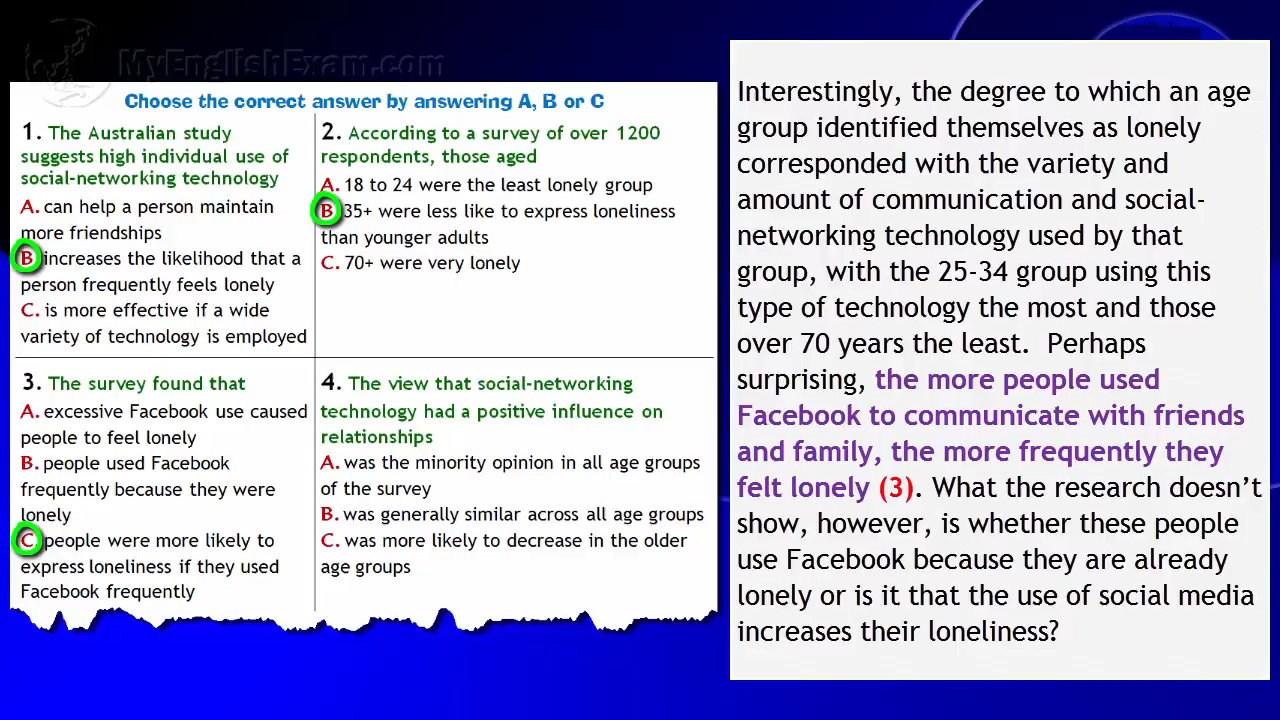 MyEnglishExam.com
Choose the correct answer by answering A, B or C
1. The Australian study
suggests high individual use of
social-networking technology
A. can help a person maintain
more friendships
B increases the likelihood that a
person frequently feels lonely
C. is more effective if a wide
variety of technology is employed
2. According to a survey of over 1200
respondents, those aged
A. 18 to 24 were the least lonely group
B 35+ were less like to express loneliness
than younger adults
C. 70+ were very lonely
3. The survey found that
A. excessive Facebook use caused
people to feel lonely
B. people used Facebook
frequently because they were
lonely
C people were more likely to
express loneliness if they used
Facebook frequently
4. The view that social-networking
technology had a positive influence on
relationships
A. was the minority opinion in all age groups
of the survey
B. was generally similar across all age groups
C. was more likely to decrease in the older
age groups
Interestingly, the degree to which an age
group identified themselves as lonely
corresponded with the variety and
amount of communication and social-
networking technology used by that
group, with the 25-34 group using this
type of technology the most and those
over 70 years the least. Perhaps
surprising, the more people used
Facebook to communicate with friends
and family, the more frequently they
felt lonely (3). What the research doesn't
show, however, is whether these people
use Facebook because they are already
lonely or is it that the use of social media
increases their loneliness?